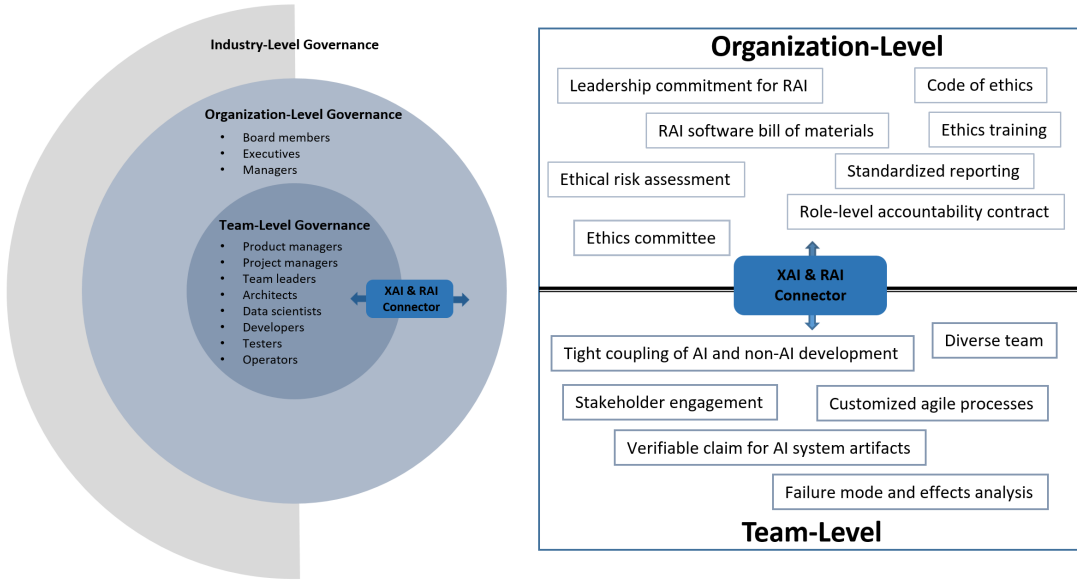 Industry-Level Governance
Organization-Level Governance
• Board members
• Executives
• Managers
Team-Level Governance
• Product managers
• Project managers
• Team leaders
• Architects
• Data scientists
• Developers
• Testers
• Operators
XAI & RAI
Connector
Organization-Level
Leadership commitment for RAI
Code of ethics
RAI software bill of materials
Ethics training
Ethical risk assessment
Standardized reporting
Role-level accountability contract
Ethics committee
XAI & RAI
Connector
Tight coupling of AI and non-AI development
Diverse team
Stakeholder engagement
Customized agile processes
Verifiable claim for AI system artifacts
Failure mode and effects analysis
Team-Level